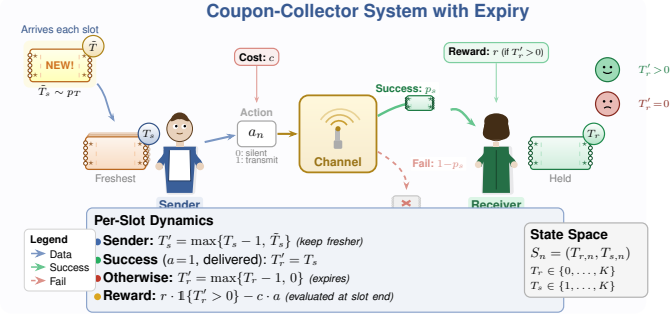 Coupon-Collector System with Expiry
Arrives each slot
T̃
NEW!
T̃ₛ ∼ p_T
Cost: c
Reward: r (if T′ᵣ > 0)
T′ᵣ > 0
T′ᵣ = 0
Success: pₛ
Action
aₙ
0: silent
1: transmit
Tₛ
Tᵣ
Channel
Fail: 1−pₛ
Freshest
Held
Sender
Receiver
Legend
Data
Success
Fail
Per-Slot Dynamics
Sender: T′ₛ = max{Tₛ − 1, T̃ₛ} (keep fresher)
Success (a = 1, delivered): T′ᵣ = Tₛ
Otherwise: T′ᵣ = max{Tᵣ − 1, 0} (expires)
Reward: r · 𝟙{T′ᵣ > 0} − c · a (evaluated at slot end)
State Space
Sₙ = (Tᵣ,ₙ, Tₛ,ₙ)
Tᵣ ∈ {0, …, K}
Tₛ ∈ {1, …, K}